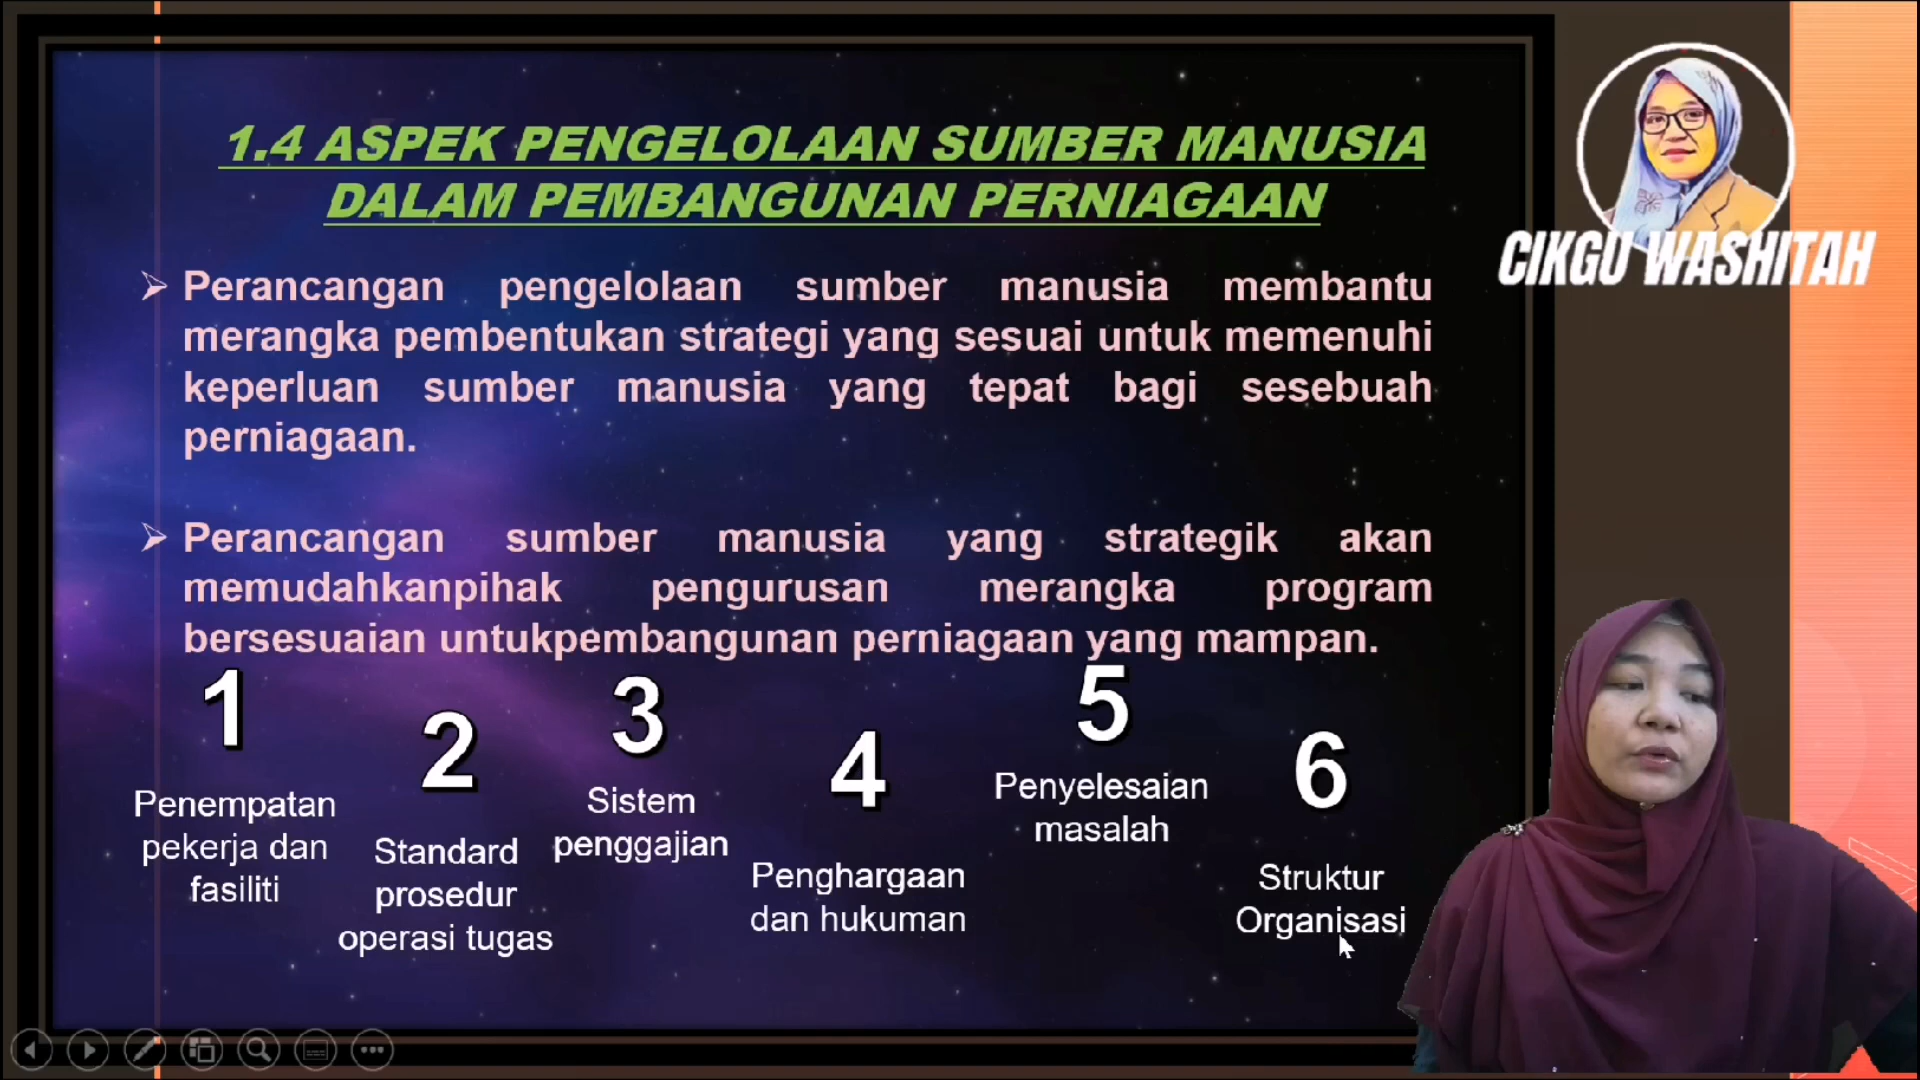 1.4 ASPEK PENGELOLAAN SUMBER MANUSIA
DALAM PEMBANGUNAN PERNIAGAAN
CIKGU WASHITAH
Perancangan pengelolaan sumber manusia membantu
merangka pembentukan strategi yang sesuai untuk memenuhi
keperluan sumber manusia yang tepat bagi sesebuah
perniagaan.
Perancangan sumber manusia yang strategik akan
memudahkanpihak pengurusan merangka program
bersesuaian untukpembangunan perniagaan yang mampan.
1
Penempatan
pekerja dan
fasiliti
2
Standard
prosedur
operasi tugas
3
Sistem
penggajian
4
Penghargaan
dan hukuman
5
Penyelesaian
masalah
6
Struktur
Organisasi